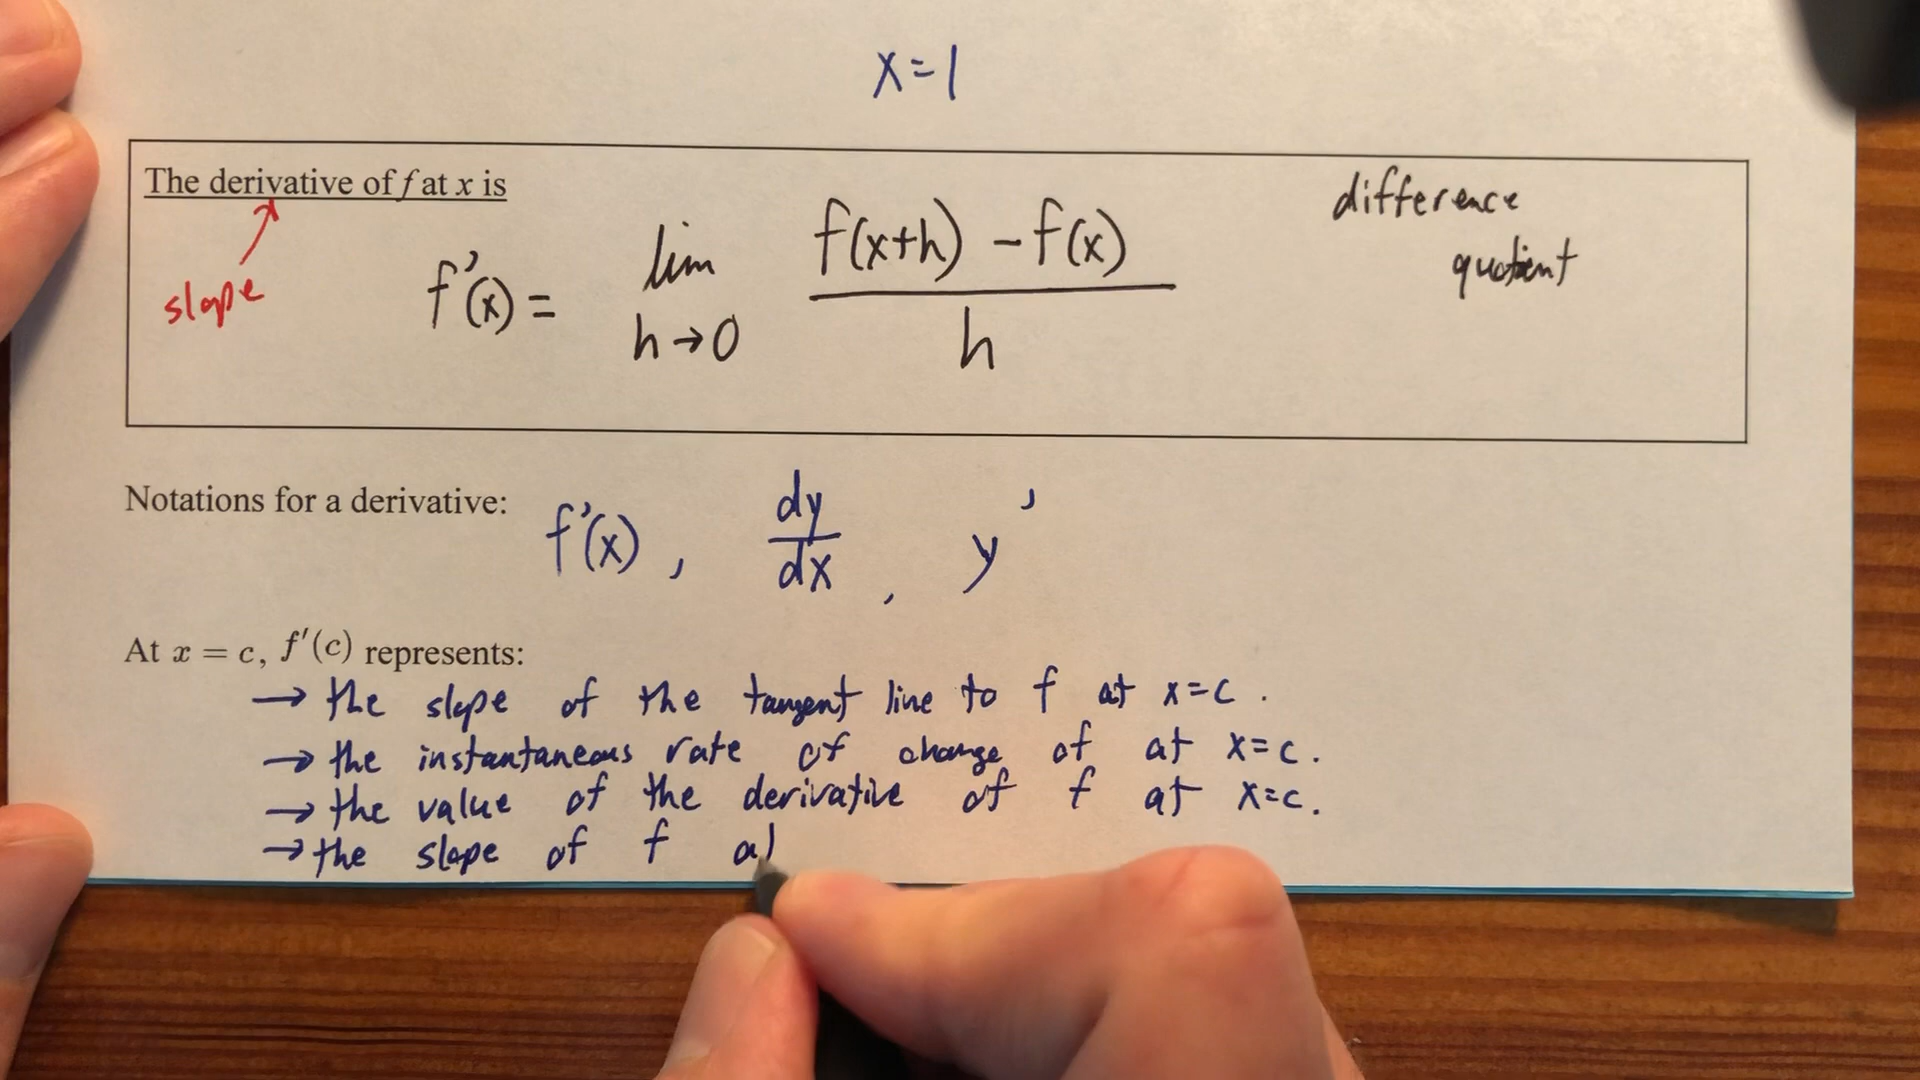 x=1
The derivative of f at x is
difference
quotient
slope
f'(x) = lim h→0 f(x+h) - f(x) / h
Notations for a derivative: f'(x), dy/dx, y'
At x = c, f'(c) represents:
→ the slope of the tangent line to f at x=c.
→ the instantaneous rate of change of at x=c.
→ the value of the derivative of f at x=c.
→ the slope of f